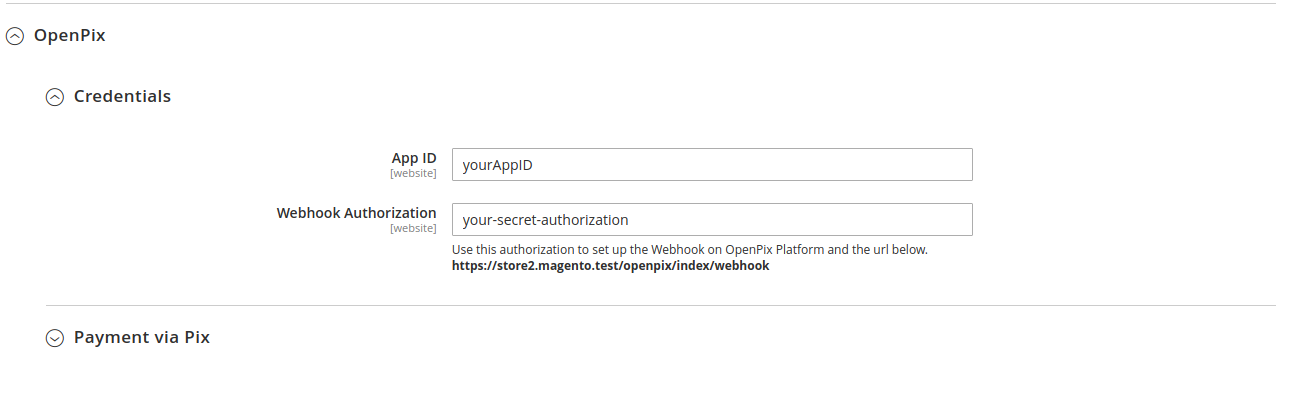 OpenPix
Credentials
App ID
[website]
yourAppID
Webhook Authorization
[website]
your-secret-authorization
Use this authorization to set up the Webhook on OpenPix Platform and the url below.
https://store2.magento.test/openpix/index/webhook
Payment via Pix